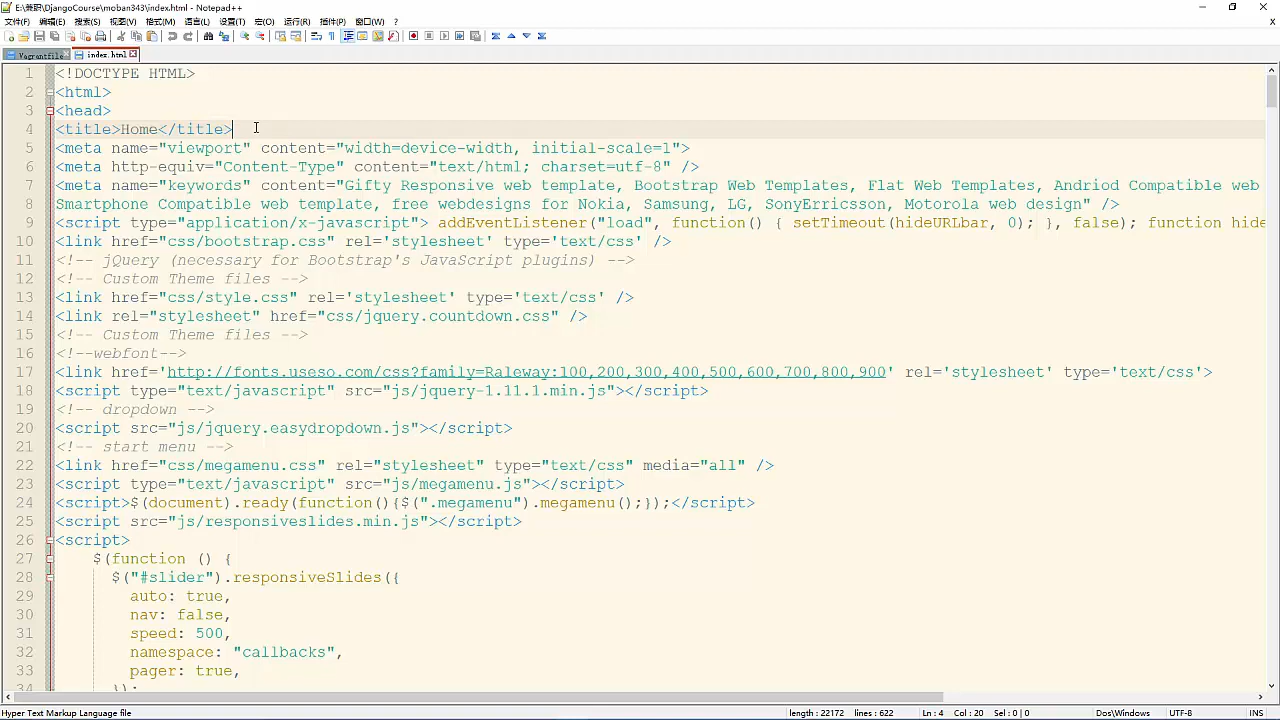 E:\兼职\DjangoCourse\moban343\index.html - Notepad++
文件(F) 编辑(E) 搜索(S) 视图(V) 格式(M) 语言(L) 设置(T) 宏(O) 运行(R) 插件(P) 窗口(W) ?
X
Vagrantfile index.html
1 <!DOCTYPE HTML>
2 <html>
3 <head>
4 <title>Home</title>
5 <meta name="viewport" content="width=device-width, initial-scale=1">
6 <meta http-equiv="Content-Type" content="text/html; charset=utf-8" />
7 <meta name="keywords" content="Gifty Responsive web template, Bootstrap Web Templates, Flat Web Templates, Andriod Compatible web
8 Smartphone Compatible web template, free webdesigns for Nokia, Samsung, LG, SonyErricsson, Motorola web design" />
9 <script type="application/x-javascript"> addEventListener("load", function() { setTimeout(hideURLbar, 0); }, false); function hide
10 <link href="css/bootstrap.css" rel='stylesheet' type='text/css' />
11 <!-- jQuery (necessary for Bootstrap's JavaScript plugins) -->
12 <!-- Custom Theme files -->
13 <link href="css/style.css" rel='stylesheet' type='text/css' />
14 <link rel="stylesheet" href="css/jquery.countdown.css" />
15 <!-- Custom Theme files -->
16 <!--webfont-->
17 <link href='http://fonts.useso.com/css?family=Raleway:100,200,300,400,500,600,700,800,900' rel='stylesheet' type='text/css'>
18 <script type="text/javascript" src="js/jquery-1.11.1.min.js"></script>
19 <!-- dropdown -->
20 <script src="js/jquery.easydropdown.js"></script>
21 <!-- start menu -->
22 <link href="css/megamenu.css" rel="stylesheet" type="text/css" media="all" />
23 <script type="text/javascript" src="js/megamenu.js"></script>
24 <script>$(document).ready(function(){$(".megamenu").megamenu();});</script>
25 <script src="js/responsiveslides.min.js"></script>
26 <script>
27 $(function () {
28 $("#slider").responsiveSlides({
29 auto: true,
30 nav: false,
31 speed: 500,
32 namespace: "callbacks",
33 pager: true,
34 });
Hyper Text Markup Language file length : 22172 lines : 622 Ln : 4 Col : 20 Sel : 0 | 0 Dos\Windows UTF-8 INS